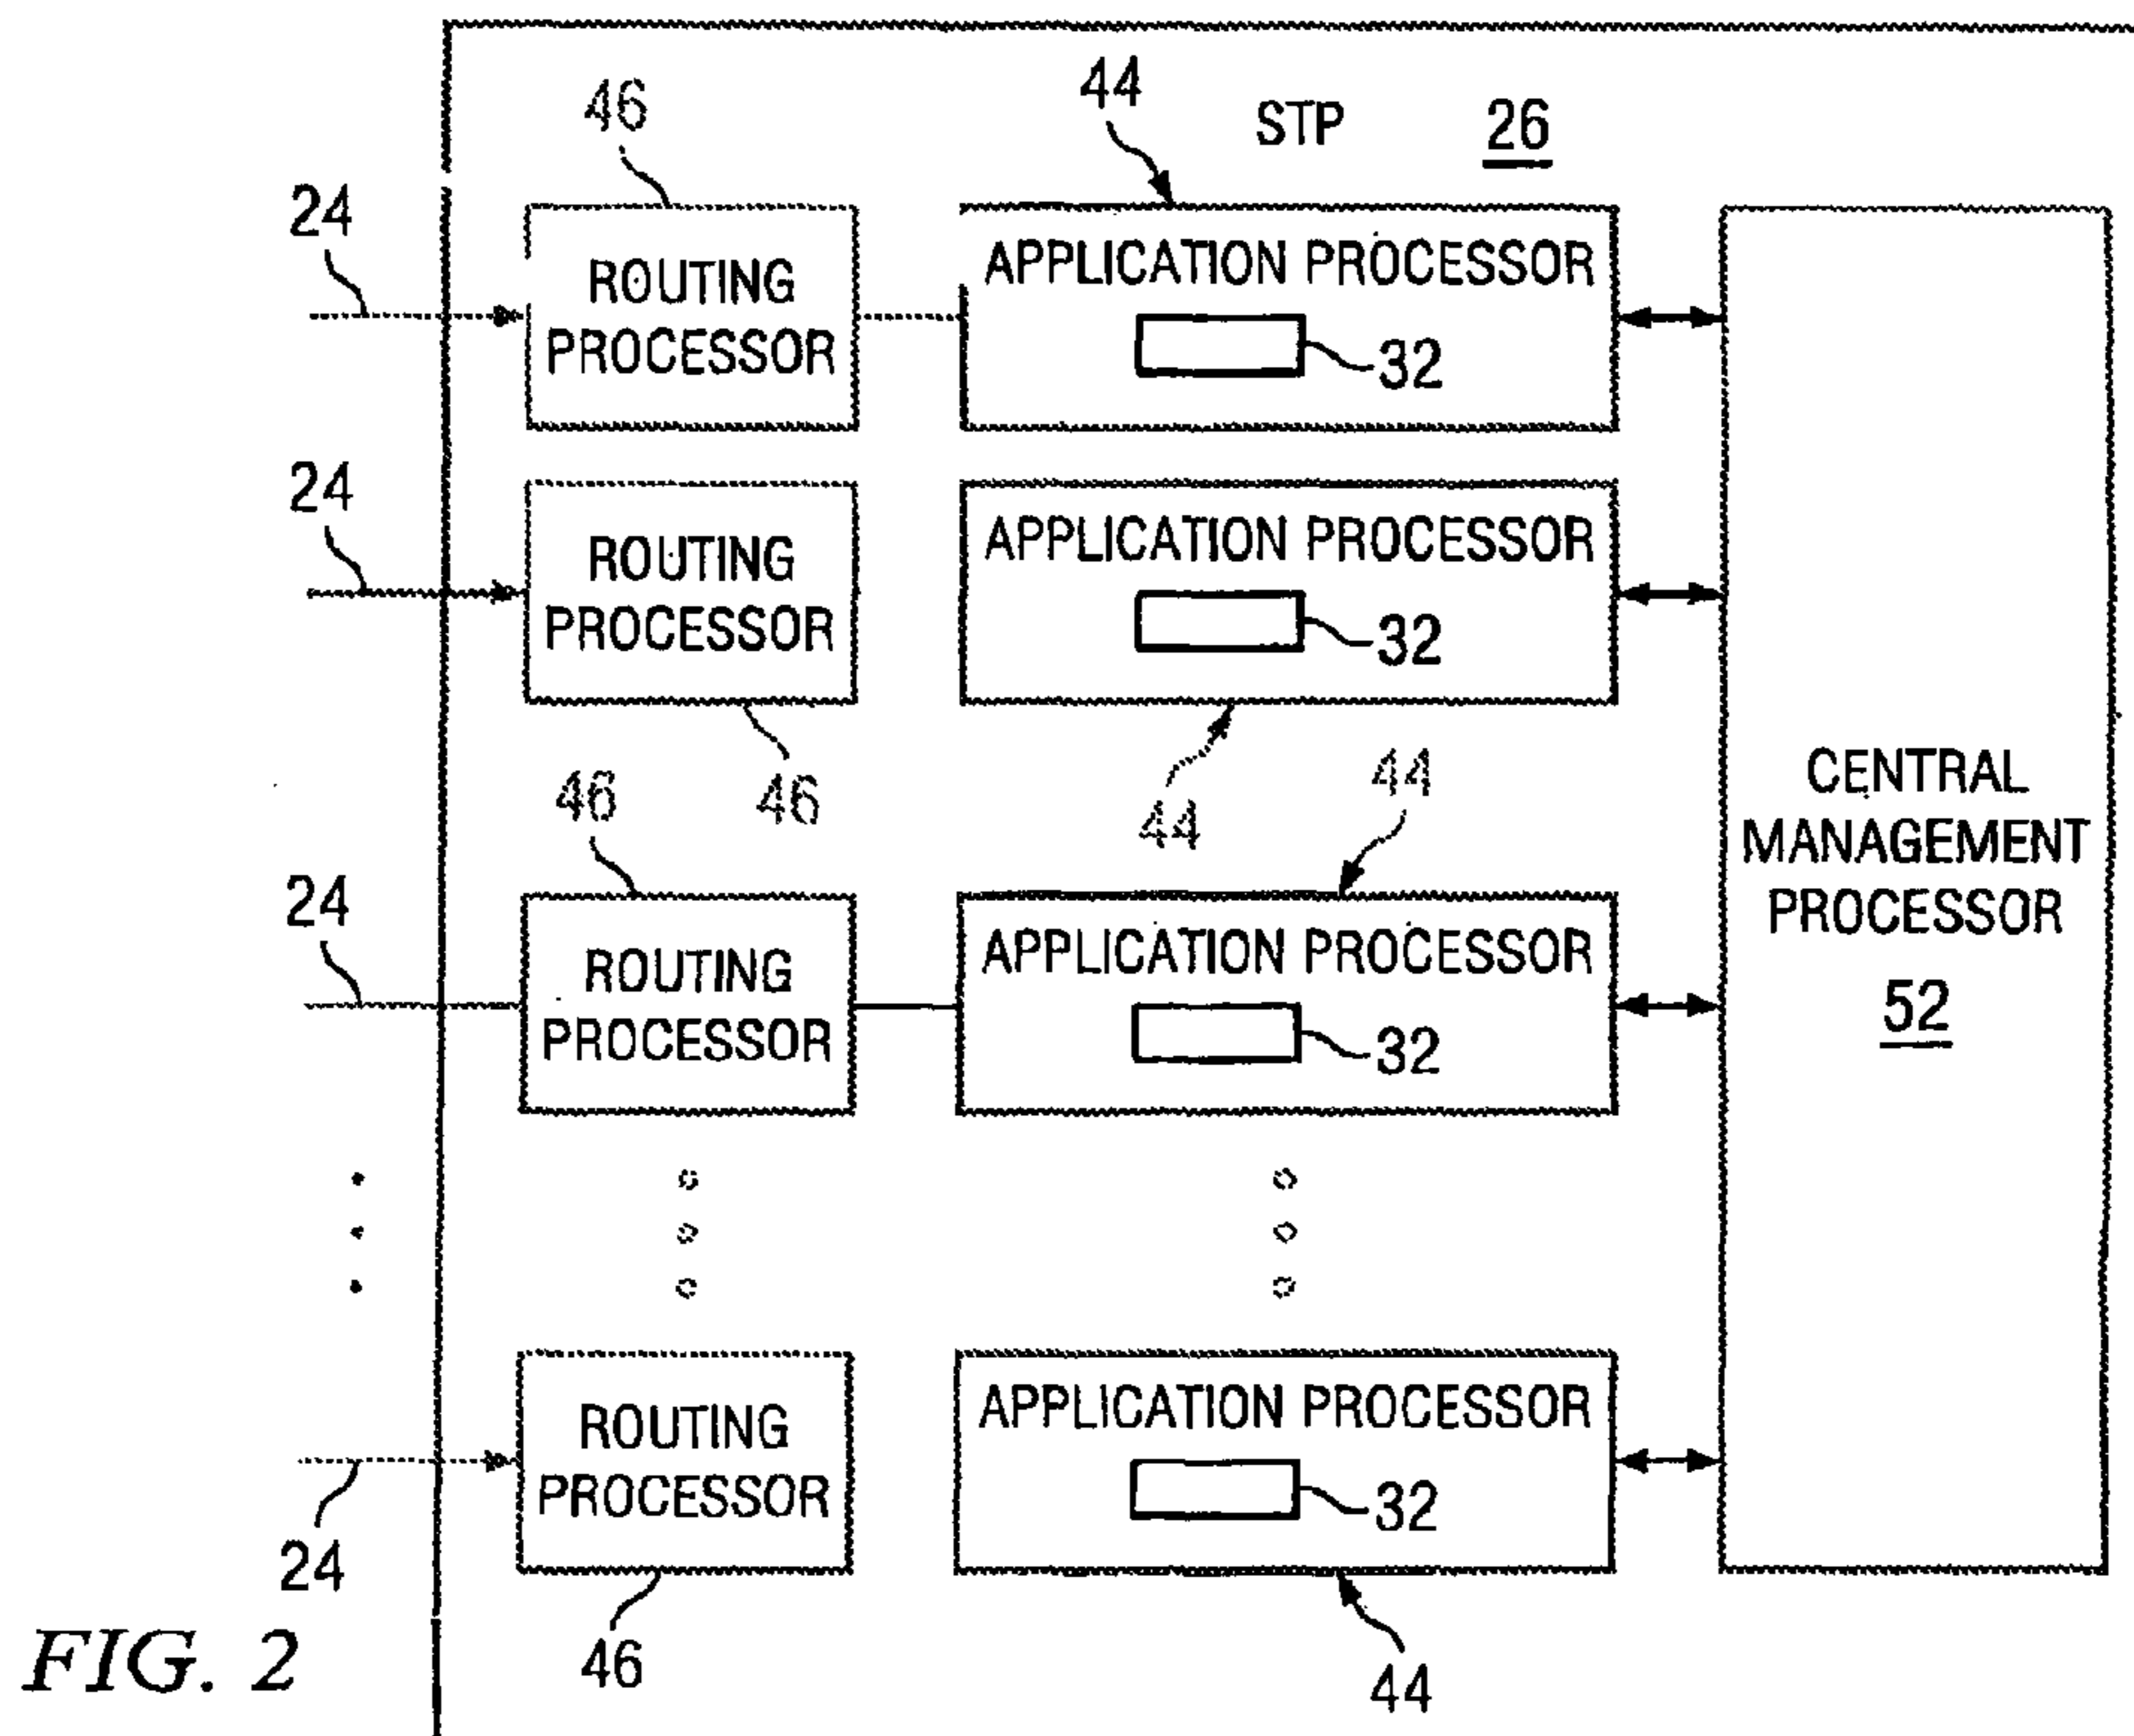 44
STP 26
46
24
ROUTING
PROCESSOR
APPLICATION PROCESSOR
32
24
ROUTING
PROCESSOR
APPLICATION PROCESSOR
32
46
46
44
44
CENTRAL
MANAGEMENT
PROCESSOR
52
24
ROUTING
PROCESSOR
APPLICATION PROCESSOR
32
ROUTING
PROCESSOR
APPLICATION PROCESSOR
32
24
46
44
FIG. 2